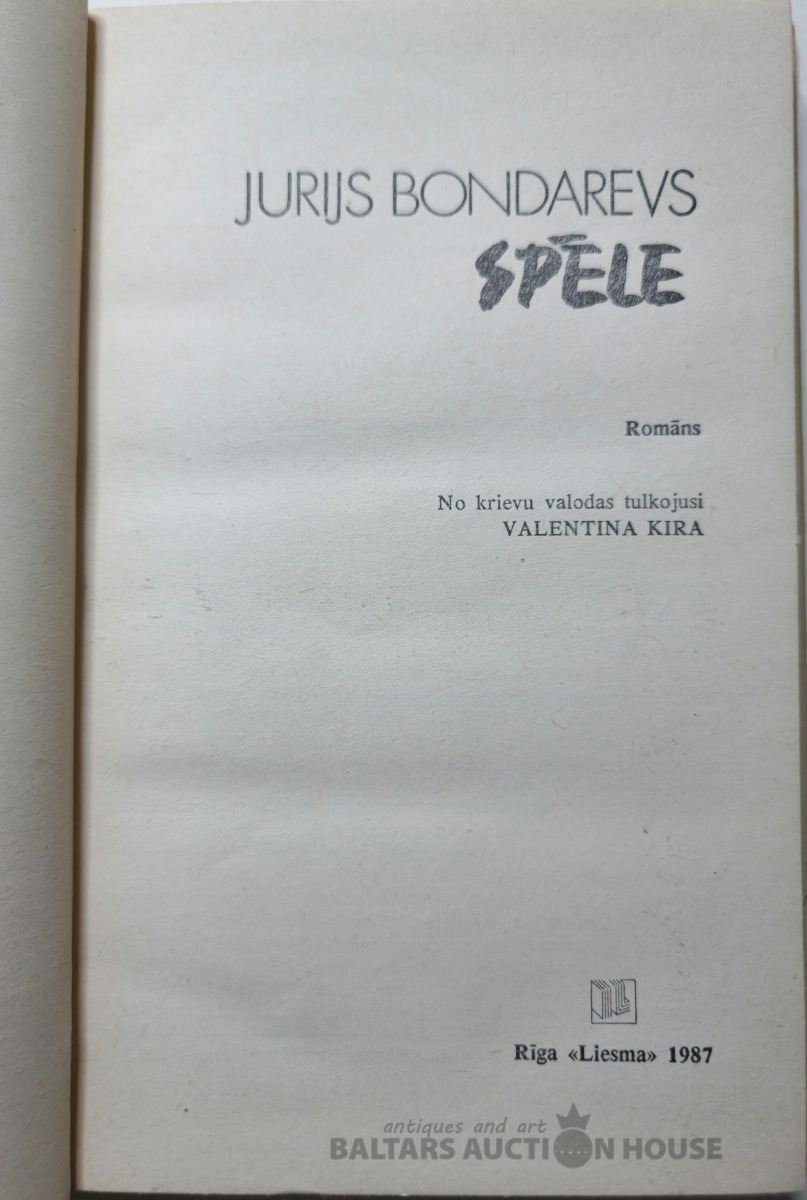 JURIJS BONDAREVS
SPĒLE
Romāns
No krievu valodas tulkojusi
VALENTINA KIRA
Rīga «Liesma» 1987
antiques and art
BALTARS AUCTION HOUSE